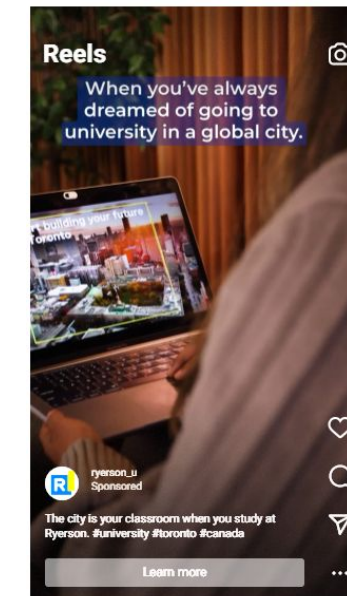 Reels
When you've always
dreamed of going to
university in a global city.
rt building your future
Toronto
R
ryerson_u
Sponsored
The city is your classroom when you study at
Ryerson. #university #toronto #canada
Learn more